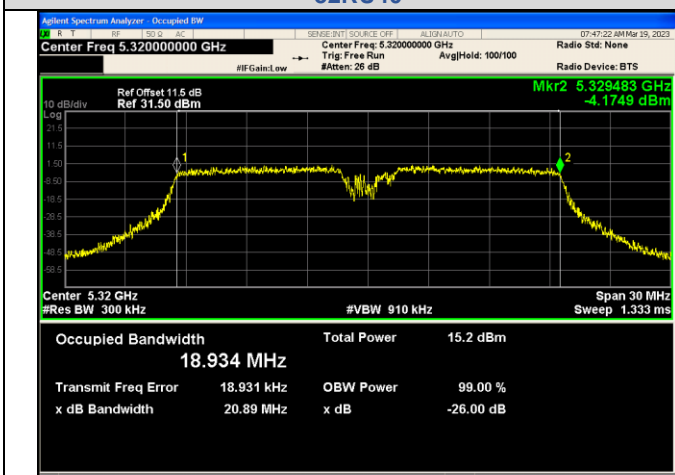 Agilent Spectrum Analyzer - Occupied BW
R T RF 50 Ω AC SENSE:INT SOURCE OFF ALIGNAUTO 07:47:22 AM Mar 19, 2023
Center Freq 5.320000000 GHz Center Freq: 5.320000000 GHz Radio Std: None
Trig: Free Run Avg|Hold: 100/100
#IFGain:Low #Atten: 26 dB Radio Device: BTS
Mkr2 5.329483 GHz
Ref Offset 11.5 dB
10 dB/div Ref 31.50 dBm -4.1749 dBm
Log
21.5
11.5
1
2
1.50
-8.50
-18.5
-28.5
-38.5
-48.5
-58.5
Center 5.32 GHz Span 30 MHz
#Res BW 300 kHz #VBW 910 kHz Sweep 1.333 ms
Occupied Bandwidth Total Power 15.2 dBm
18.934 MHz
Transmit Freq Error 18.931 kHz OBW Power 99.00 %
x dB Bandwidth 20.89 MHz x dB -26.00 dB